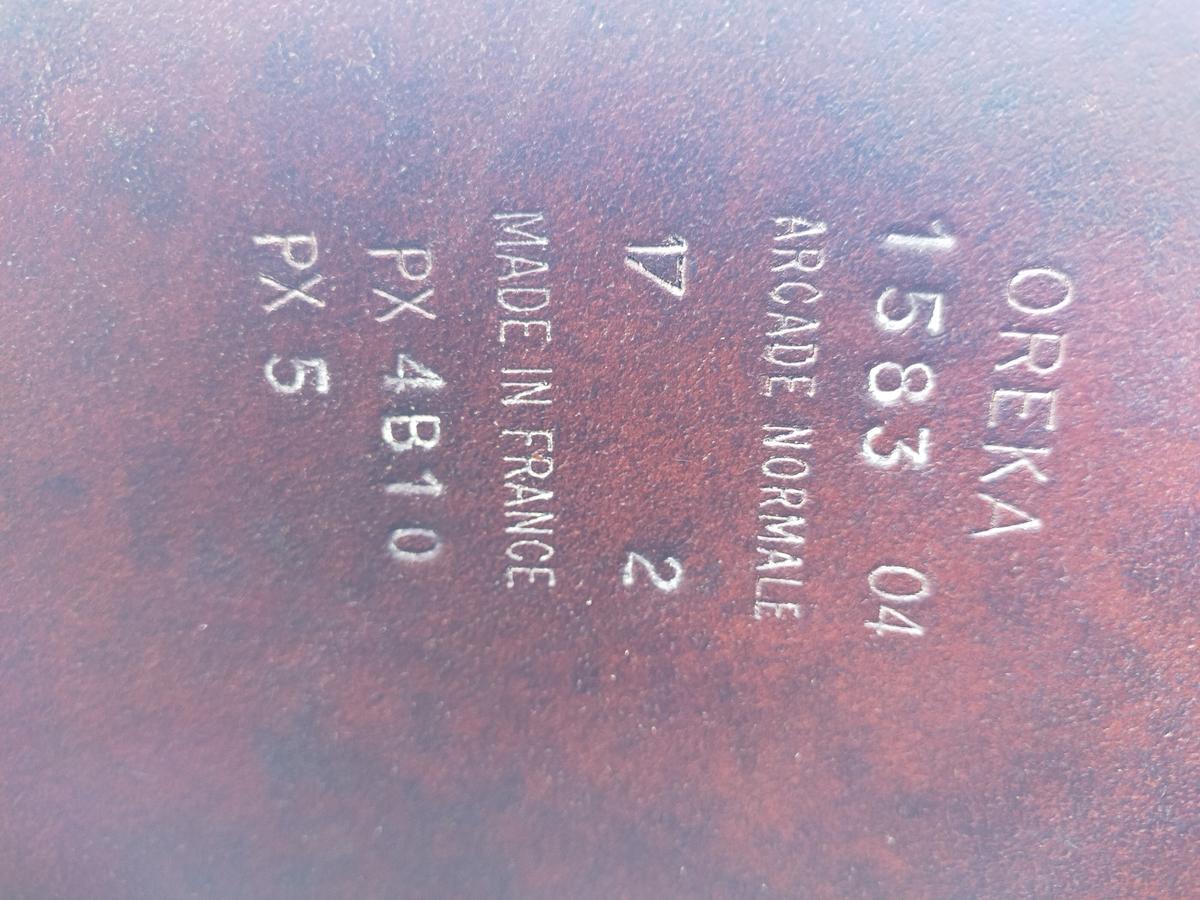 OREKA
1583 04
ARCADE NORMALE
17 2
MADE IN FRANCE
PX 4B10
PX 5